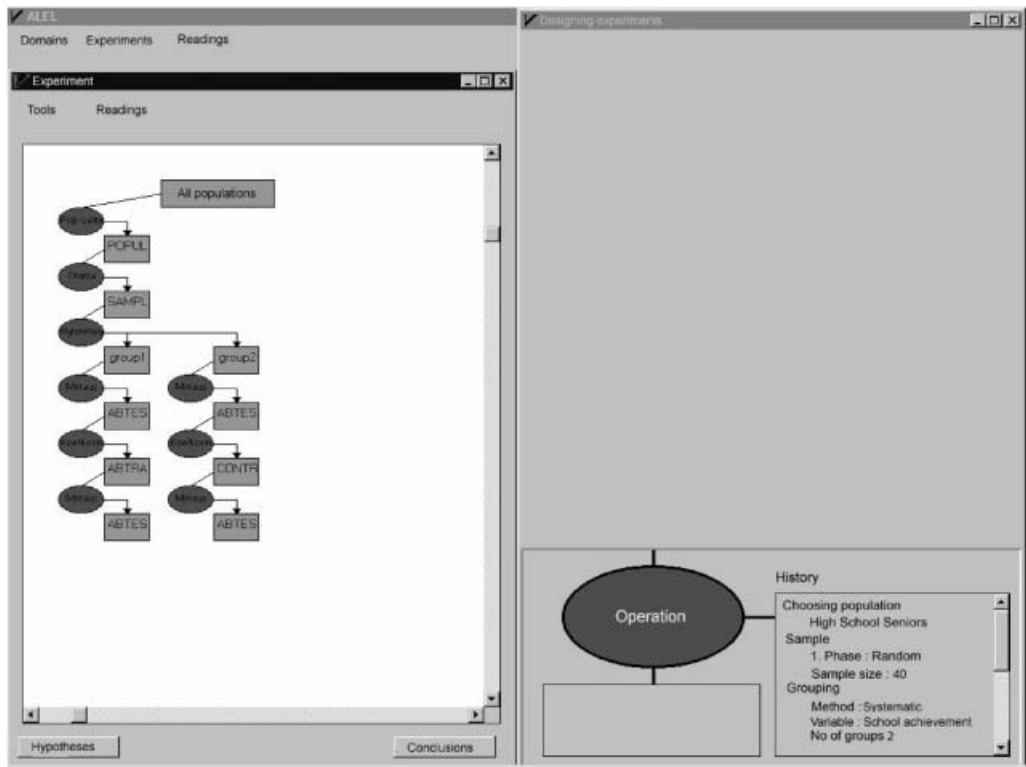 ALEL
Domains Experiments Readings
Experiment
Tools Readings
All populations
POPUL
SAMPL
group1 group2
ABTES ABTES
ABTRA CONTR
ABTES ABTES
Hypotheses Conclusions
Designing experiments
Operation
History
Choosing population
High School Seniors
Sample
1. Phase : Random
Sample size : 40
Grouping
Method : Systematic
Variable : School achievement
No of groups 2